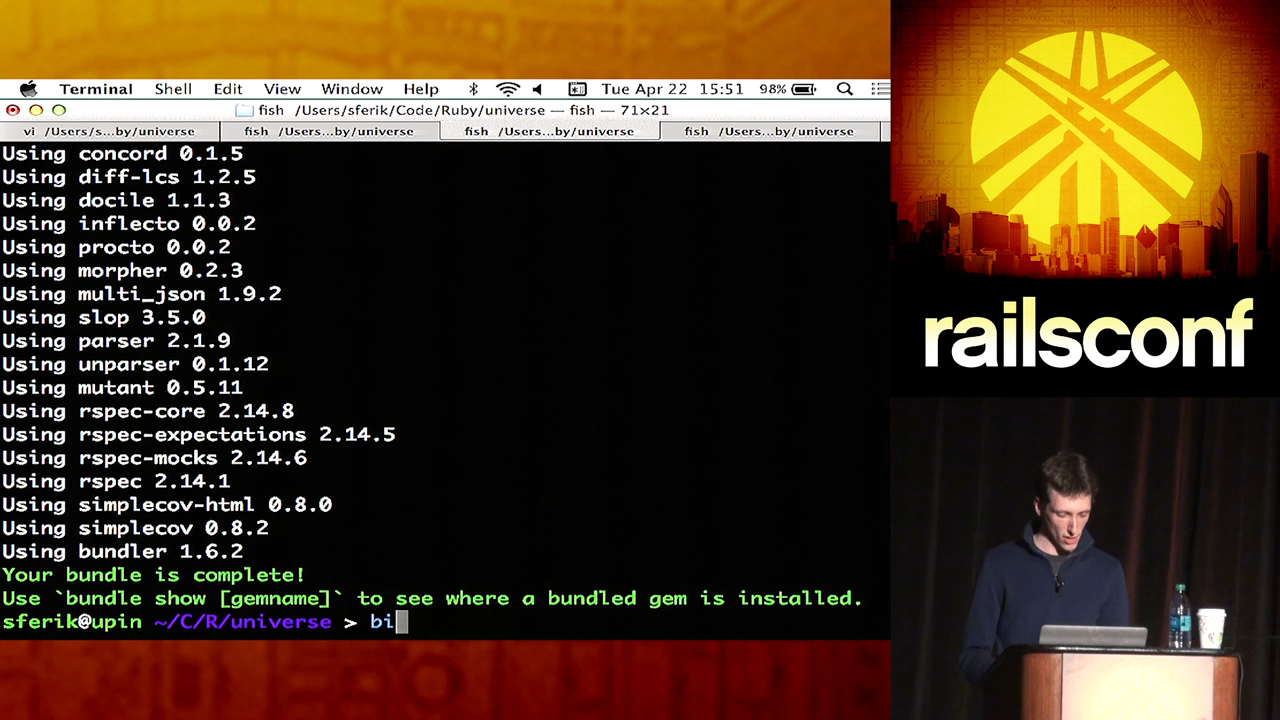 Terminal Shell Edit View Window Help Tue Apr 22 15:51 98%
fish /Users/sferik/Code/Ruby/universe — fish — 71×21
vi /Users/s...by/universe fish /Users...by/universe fish /Users...by/universe fish /Users...by/universe
Using concord 0.1.5
Using diff-lcs 1.2.5
Using docile 1.1.3
Using inflecto 0.0.2
Using procto 0.0.2
Using morpher 0.2.3
Using multi_json 1.9.2
Using slop 3.5.0
Using parser 2.1.9
Using unparser 0.1.12
Using mutant 0.5.11
Using rspec-core 2.14.8
Using rspec-expectations 2.14.5
Using rspec-mocks 2.14.6
Using rspec 2.14.1
Using simplecov-html 0.8.0
Using simplecov 0.8.2
Using bundler 1.6.2
Your bundle is complete!
Use `bundle show [gemname]` to see where a bundled gem is installed.
sferik@upin ~/C/R/universe > bi
railsconf